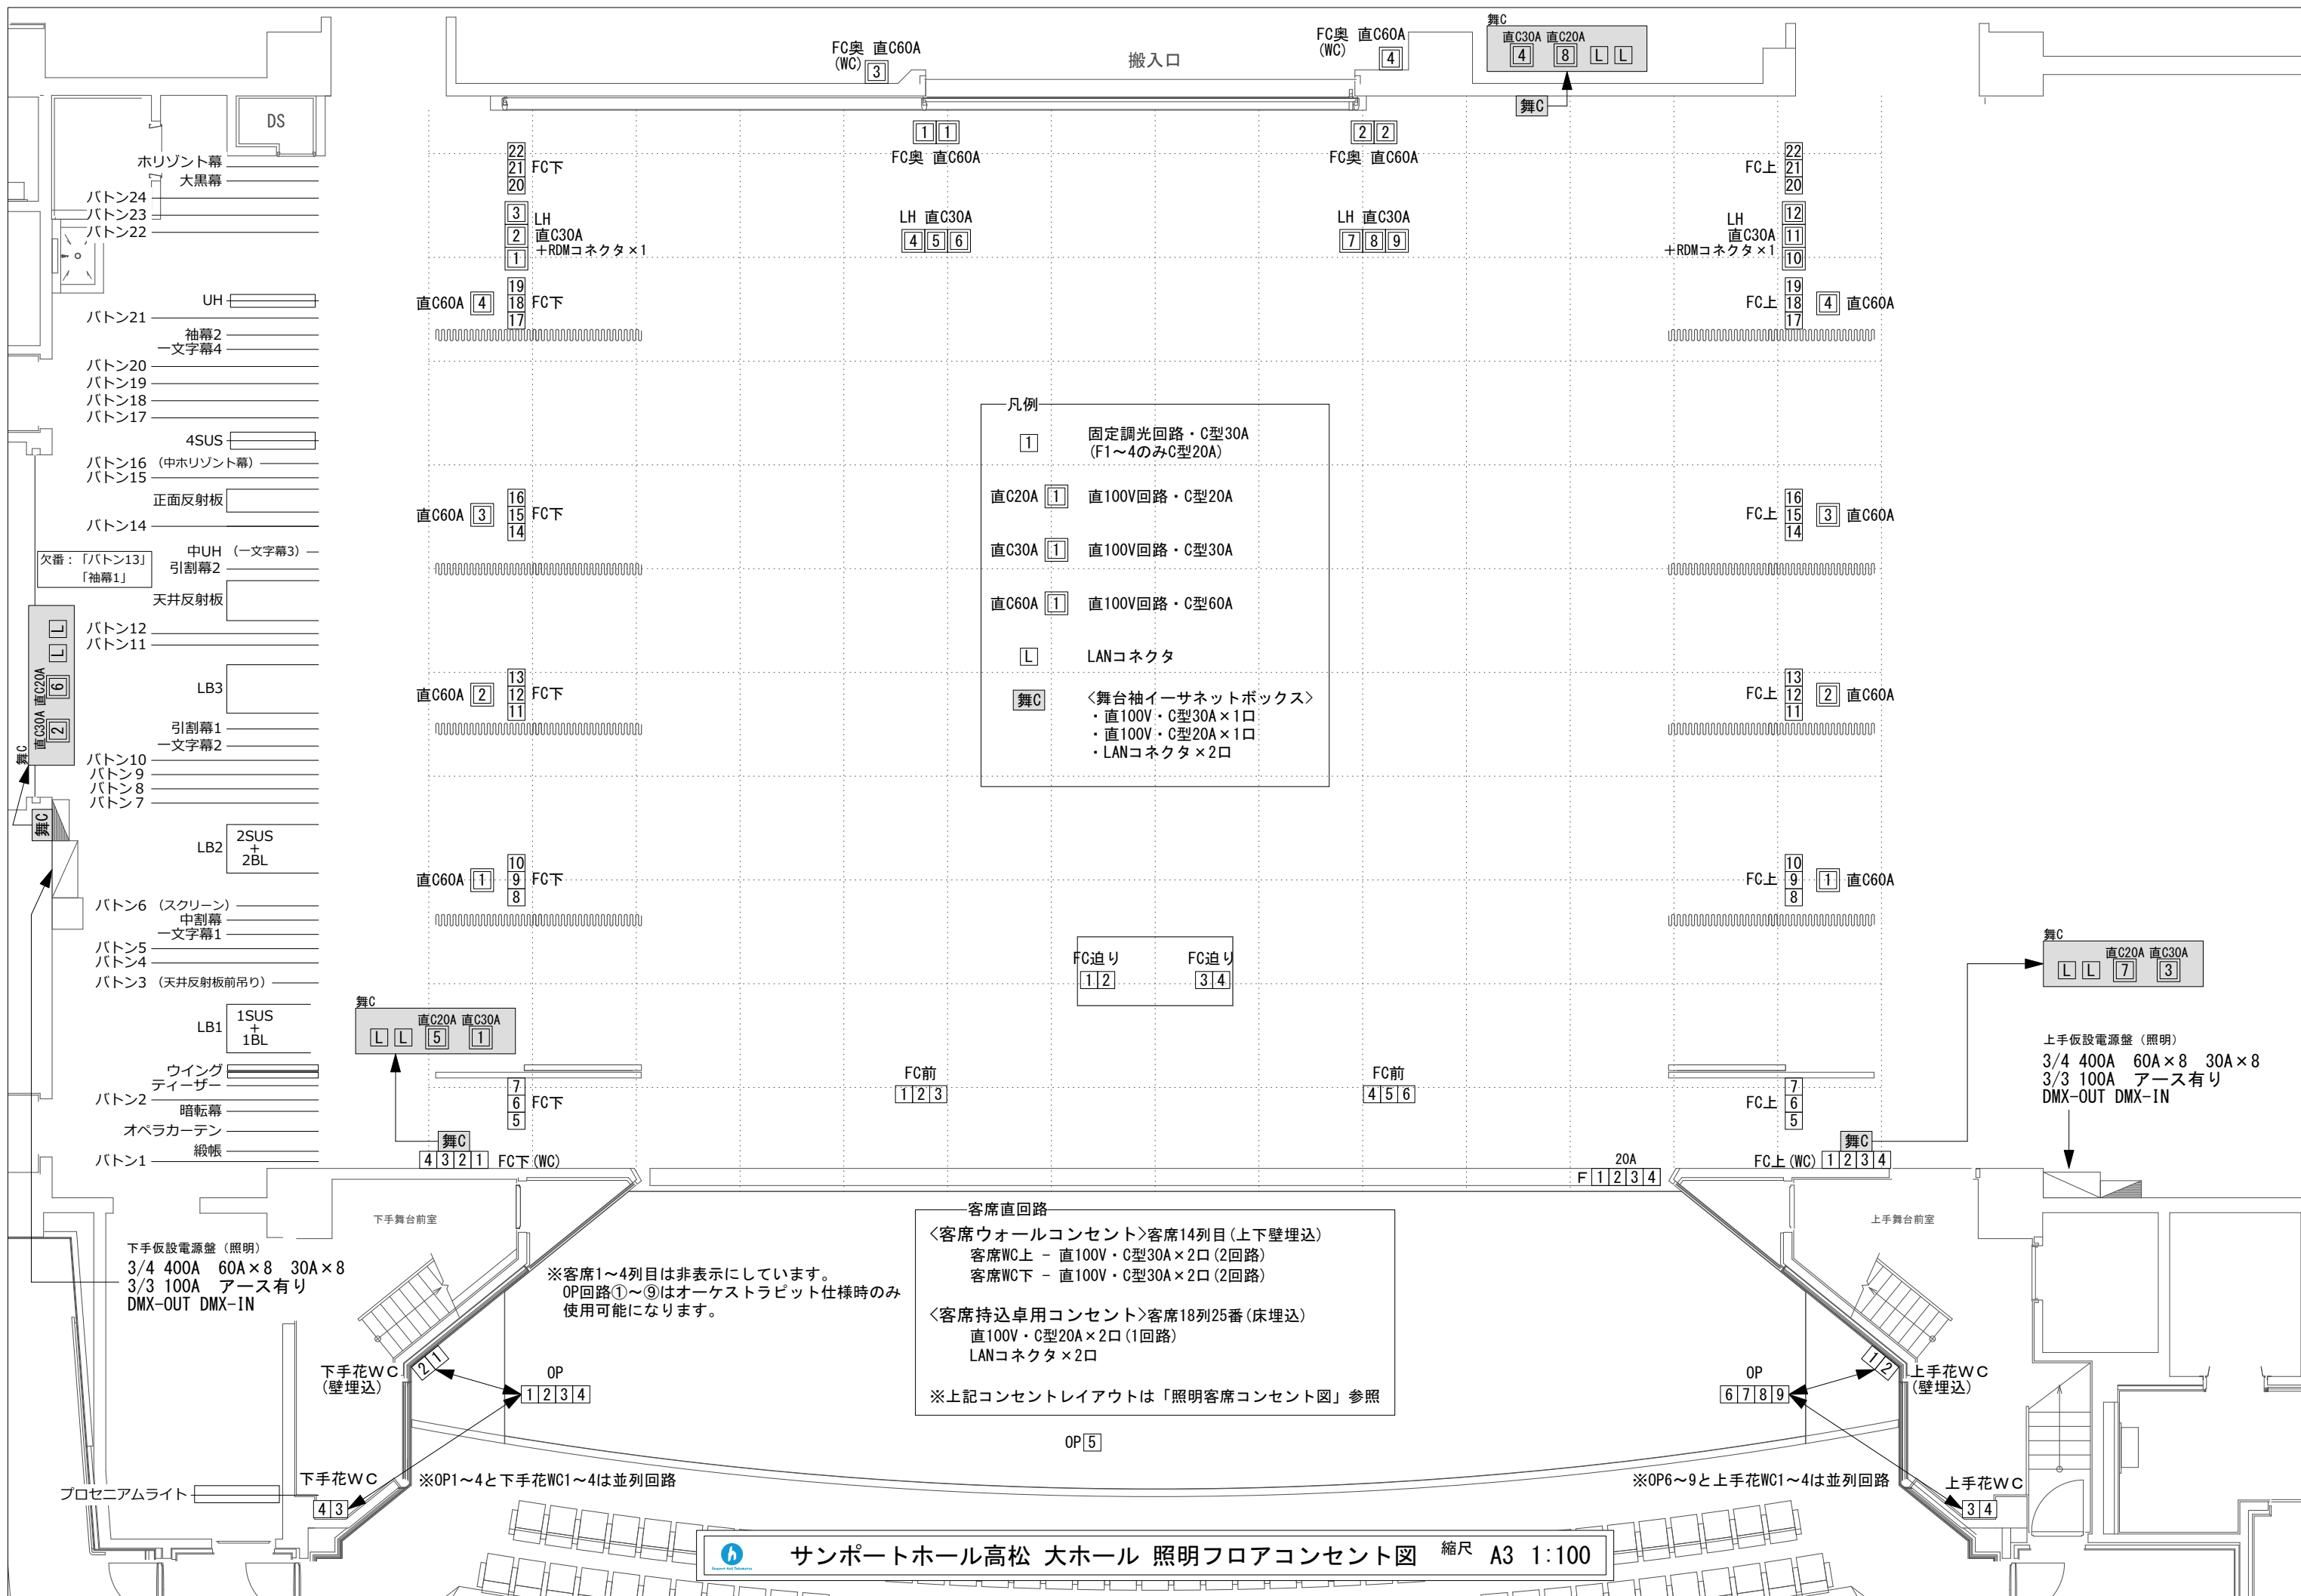 FC奥 直C60A
(WC)
3
搬入口
FC奥 直C60A
(WC)
4
舞C
直C30A 直C20A
4 8 L L
舞C
DS
1 1
FC奥 直C60A
2 2
FC奥 直C60A
ホリゾント幕
大黒幕
バトン24
バトン23
バトン22
UH
バトン21
袖幕2
一文字幕4
バトン20
バトン19
バトン18
バトン17
4SUS
バトン16 (中ホリゾント幕)
バトン15
正面反射板
バトン14
中UH (一文字幕3)
欠番：「バトン13」
「袖幕1」
引割幕2
天井反射板
バトン12
バトン11
LB3
引割幕1
一文字幕2
バトン10
バトン9
バトン8
バトン7
LB2
2SUS
+
2BL
バトン6 (スクリーン)
中割幕
一文字幕1
バトン5
バトン4
バトン3 (天井反射板前吊り)
LB1
1SUS
+
1BL
ウイング
ティーザー
バトン2
暗転幕
オペラカーテン
緞帳
バトン1
舞C
直C30A 直C20A
2 6 L L
舞C
22
21 FC下
20
3
2
1
LH
直C30A
+RDMコネクタ×1
LH 直C30A
4 5 6
LH 直C30A
7 8 9
22
FC上 21
20
LH
直C30A
+RDMコネクタ×1
12
11
10
19
直C60A 4 18 FC下
17
19
FC上 18 4 直C60A
17
16
直C60A 3 15 FC下
14
16
FC上 15 3 直C60A
14
13
直C60A 2 12 FC下
11
13
FC上 12 2 直C60A
11
10
直C60A 1 9 FC下
8
10
FC上 9 1 直C60A
8
凡例
1 固定調光回路・C型30A
(F1～4のみC型20A)
直C20A 1 直100V回路・C型20A
直C30A 1 直100V回路・C型30A
直C60A 1 直100V回路・C型60A
L LANコネクタ
舞C <舞台袖イーサネットボックス>
・直100V・C型30A×1口
・直100V・C型20A×1口
・LANコネクタ×2口
FC迫り
1 2
FC迫り
3 4
舞C
直C20A 直C30A
L L 5 1
舞C
直C20A 直C30A
L L 7 3
FC前
1 2 3
FC前
4 5 6
7
6 FC下
5
7
FC上 6
5
舞C
4 3 2 1 FC下(WC)
舞C
FC上(WC) 1 2 3 4
20A
F 1 2 3 4
上手仮設電源盤（照明）
3/4 400A 60A×8 30A×8
3/3 100A アース有り
DMX-OUT DMX-IN
下手舞台前室
上手舞台前室
下手仮設電源盤（照明）
3/4 400A 60A×8 30A×8
3/3 100A アース有り
DMX-OUT DMX-IN
※客席1～4列目は非表示にしています。
OP回路①～⑨はオーケストラピット仕様時のみ
使用可能になります。
客席直回路
<客席ウォールコンセント>客席14列目(上下壁埋込)
客席WC上 － 直100V・C型30A×2口(2回路)
客席WC下 － 直100V・C型30A×2口(2回路)
<客席持込卓用コンセント>客席18列25番(床埋込)
直100V・C型20A×2口(1回路)
LANコネクタ×2口
※上記コンセントレイアウトは「照明客席コンセント図」参照
下手花WC
(壁埋込)
2 1
OP
1 2 3 4
OP
6 7 8 9
1 2
上手花WC
(壁埋込)
OP 5
下手花WC
4 3
※OP1～4と下手花WC1～4は並列回路
※OP6～9と上手花WC1～4は並列回路
上手花WC
3 4
プロセニアムライト
サンポートホール高松 大ホール 照明フロアコンセント図 縮尺 A3 1:100